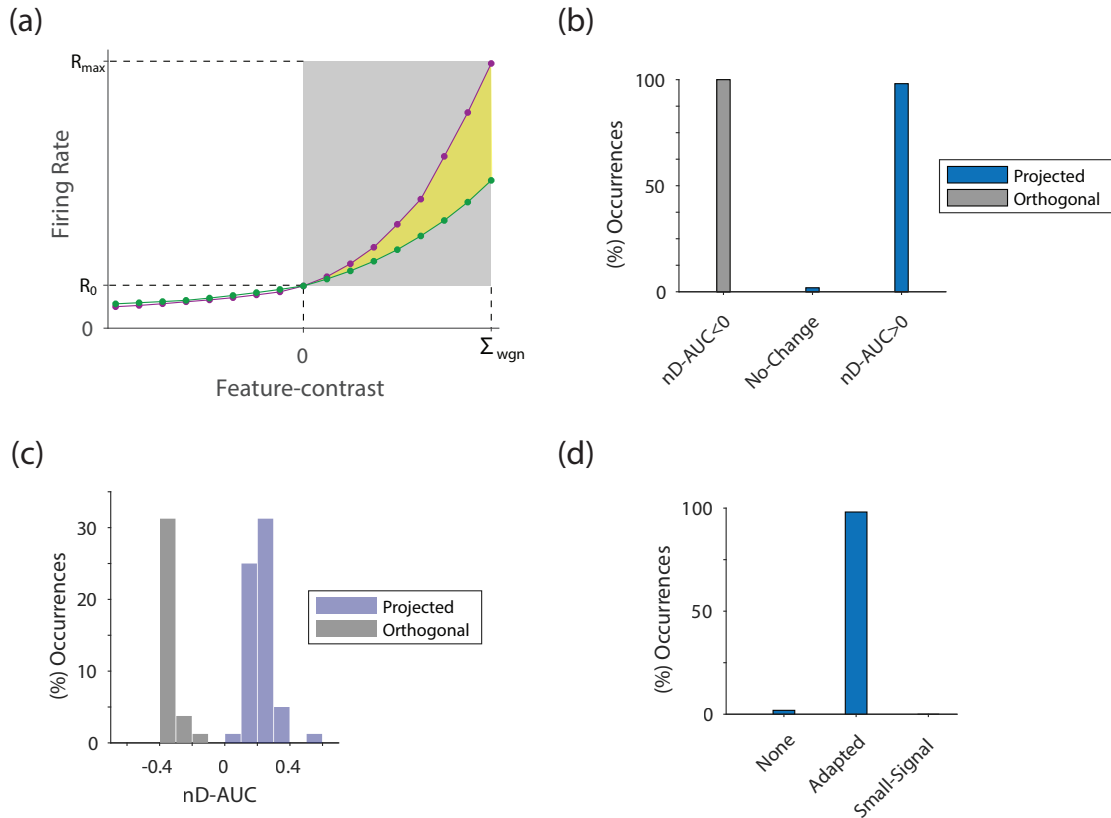 (a)
Firing Rate
R_max
R_0
0
0
Σ_wgn
Feature-contrast
(b)
(%) Occurrences
100
50
0
nD-AUC<0
No-Change
nD-AUC>0
Projected
Orthogonal
(c)
(%) Occurrences
30
20
10
0
-0.4
0
0.4
nD-AUC
Projected
Orthogonal
(d)
(%) Occurrences
100
50
0
None
Adapted
Small-Signal